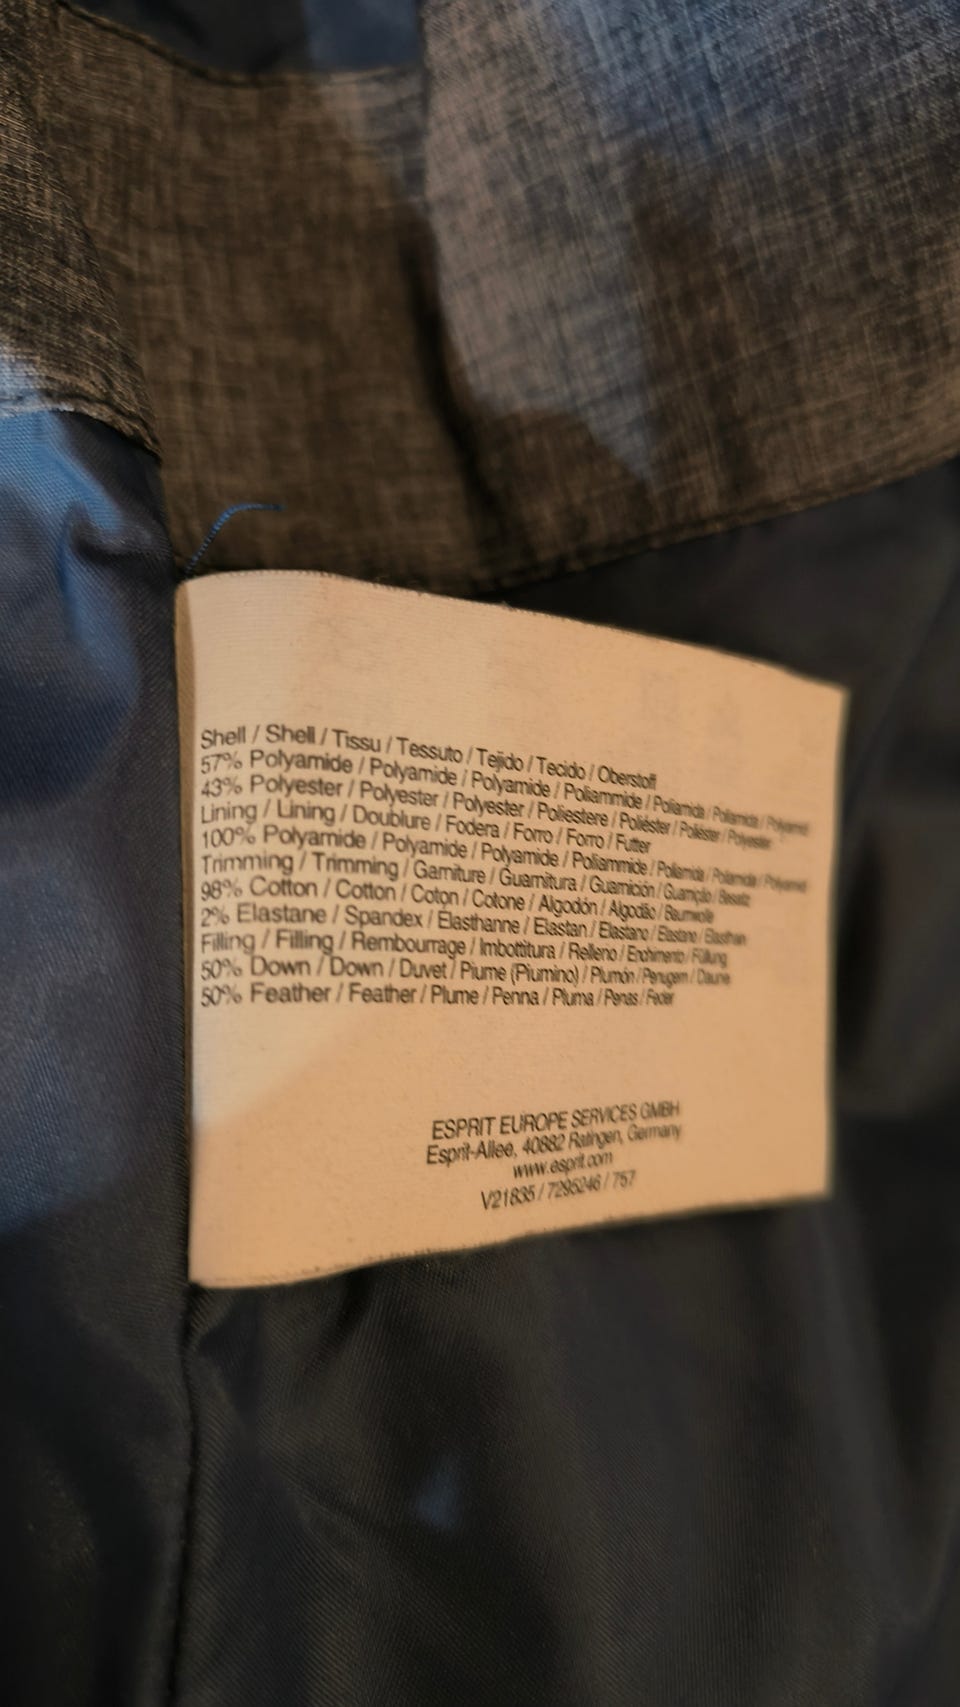 Shell / Shell / Tissu / Tessuto / Tejido / Tecido / Oberstoff
57% Polyamide / Polyamide / Polyamide / Poliammide / Poliamida / Poliamida / Polyamid
43% Polyester / Polyester / Polyester / Poliestere / Poliéster / Poliéster / Polyester
Lining / Lining / Doublure / Fodera / Forro / Forro / Futter
100% Polyamide / Polyamide / Polyamide / Poliammide / Poliamida / Poliamida / Polyamid
Trimming / Trimming / Garniture / Guarnitura / Guarnición / Guarnição / Besatz
98% Cotton / Cotton / Coton / Cotone / Algodón / Algodão / Baumwolle
2% Elastane / Spandex / Élasthanne / Elastan / Elastano / Elastano / Elasthan
Filling / Filling / Rembourrage / Imbottitura / Relleno / Enchimento / Füllung
50% Down / Down / Duvet / Piume (Piumino) / Plumón / Penugem / Daune
50% Feather / Feather / Plume / Penna / Pluma / Penas / Feder
ESPRIT EUROPE SERVICES GMBH
Esprit-Allee, 40882 Ratingen, Germany
www.esprit.com
V21835 / 7295246 / 757